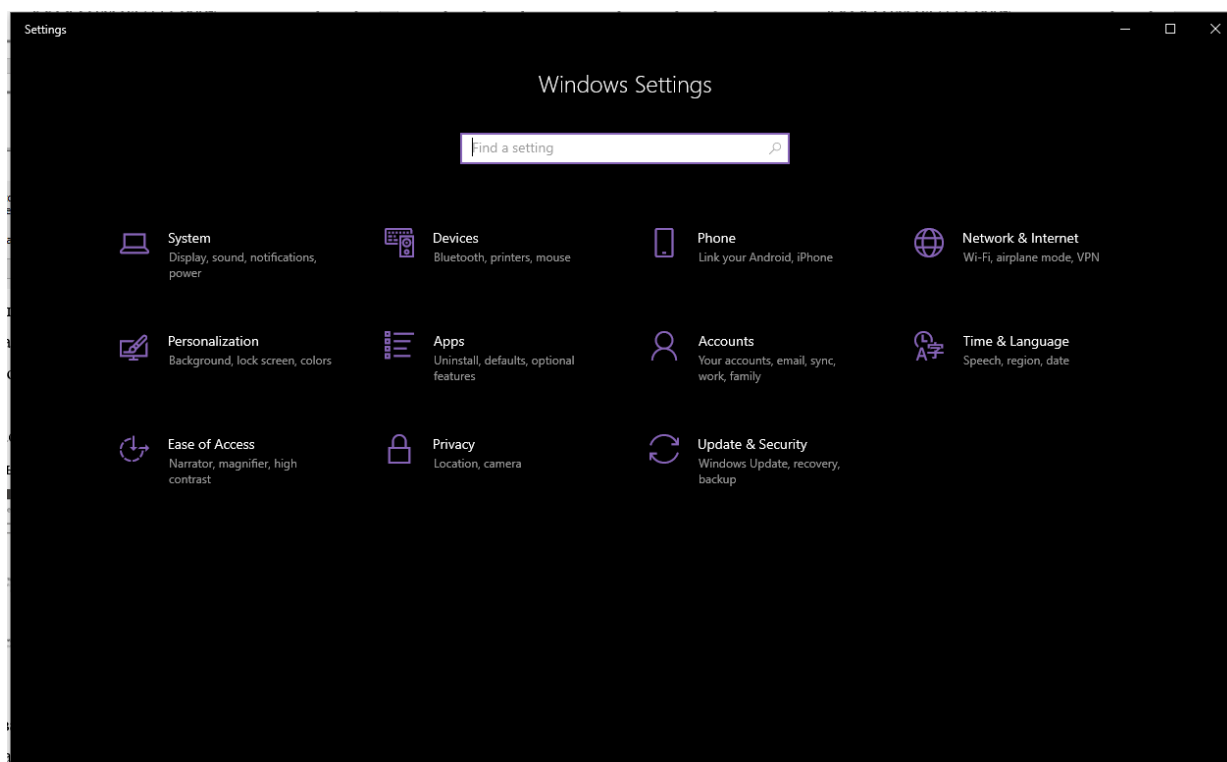 Settings
Windows Settings
Find a setting
System
Display, sound, notifications,
power
Devices
Bluetooth, printers, mouse
Phone
Link your Android, iPhone
Network & Internet
Wi-Fi, airplane mode, VPN
Personalization
Background, lock screen, colors
Apps
Uninstall, defaults, optional
features
Accounts
Your accounts, email, sync,
work, family
Time & Language
Speech, region, date
Ease of Access
Narrator, magnifier, high
contrast
Privacy
Location, camera
Update & Security
Windows Update, recovery,
backup